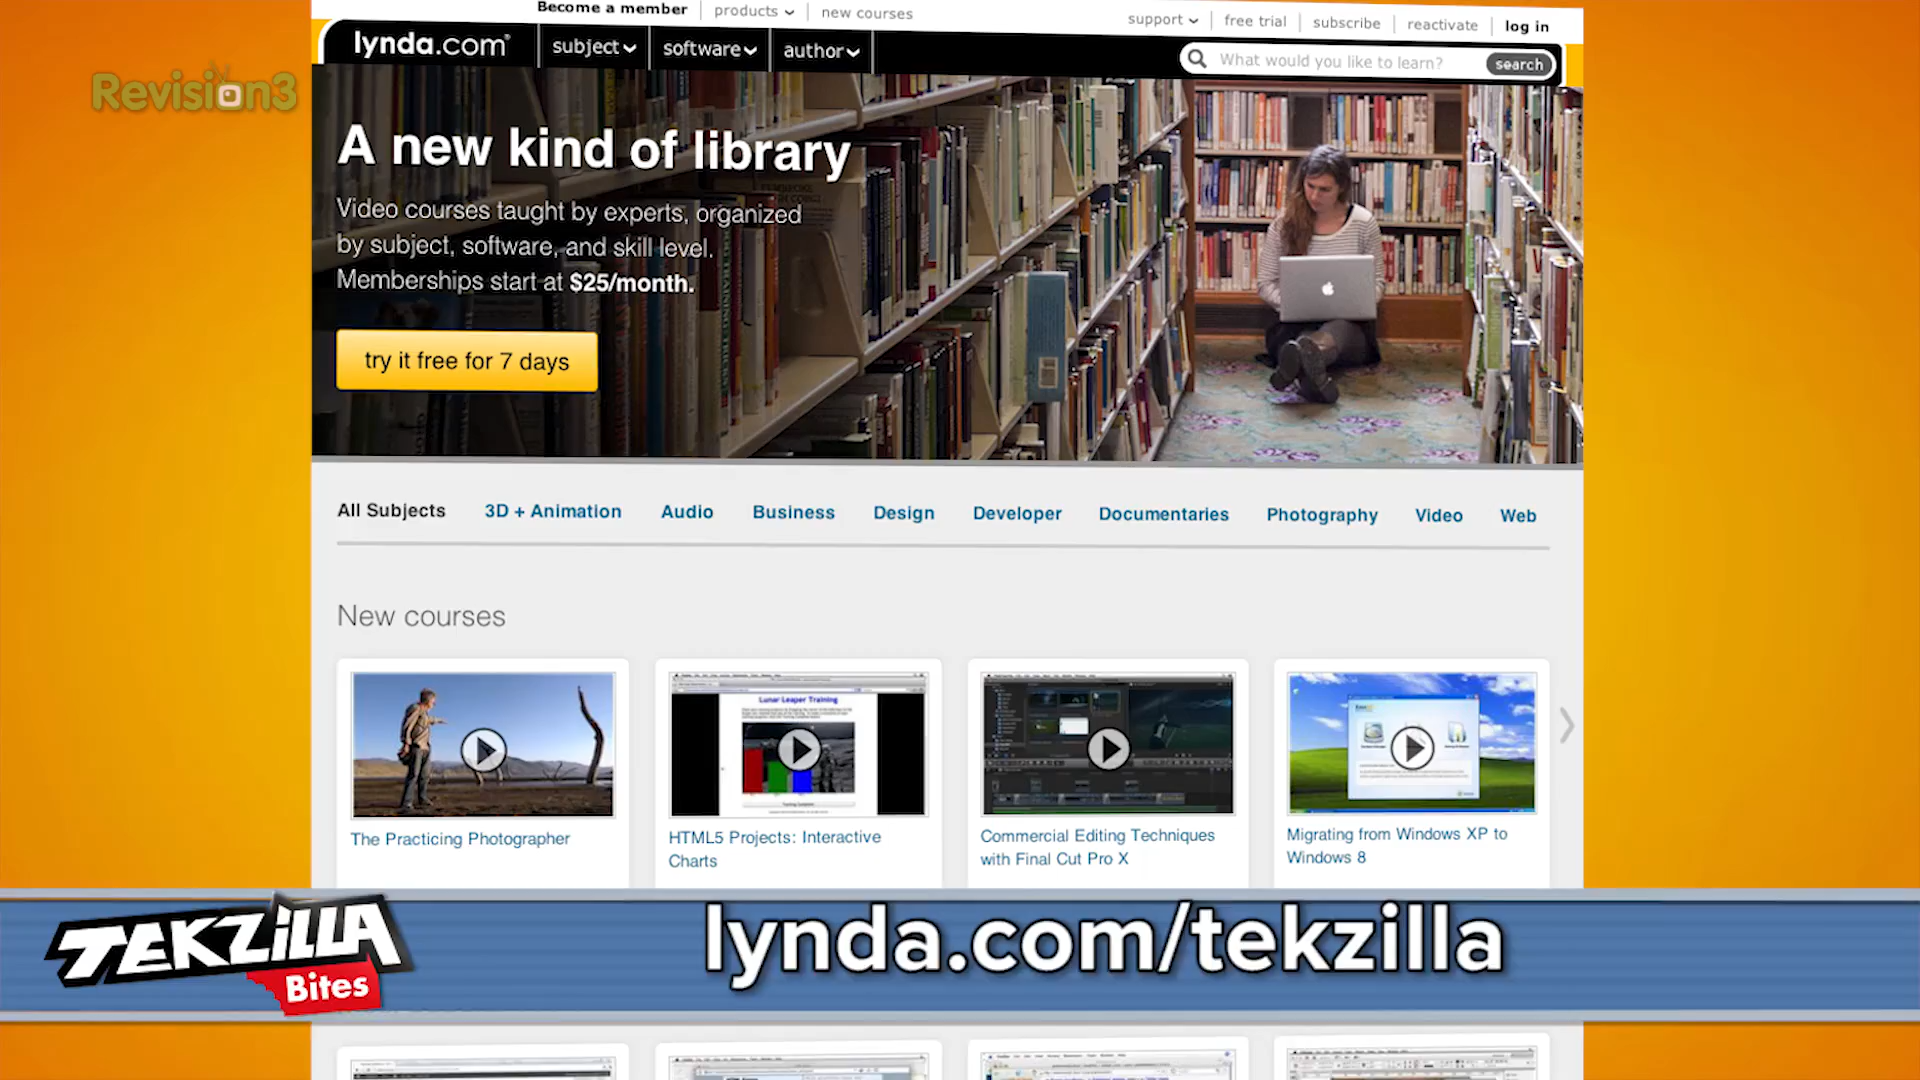 Become a member
products
new courses
support
free trial
subscribe
reactivate
log in
lynda.com®
subject
software
author
What would you like to learn?
search
Revision3
A new kind of library
Video courses taught by experts, organized
by subject, software, and skill level.
Memberships start at $25/month.
try it free for 7 days
All Subjects
3D + Animation
Audio
Business
Design
Developer
Documentaries
Photography
Video
Web
New courses
Lunar Leaper Training
The Practicing Photographer
HTML5 Projects: Interactive
Charts
Commercial Editing Techniques
with Final Cut Pro X
Migrating from Windows XP to
Windows 8
TEKZILLA
Bites
lynda.com/tekzilla